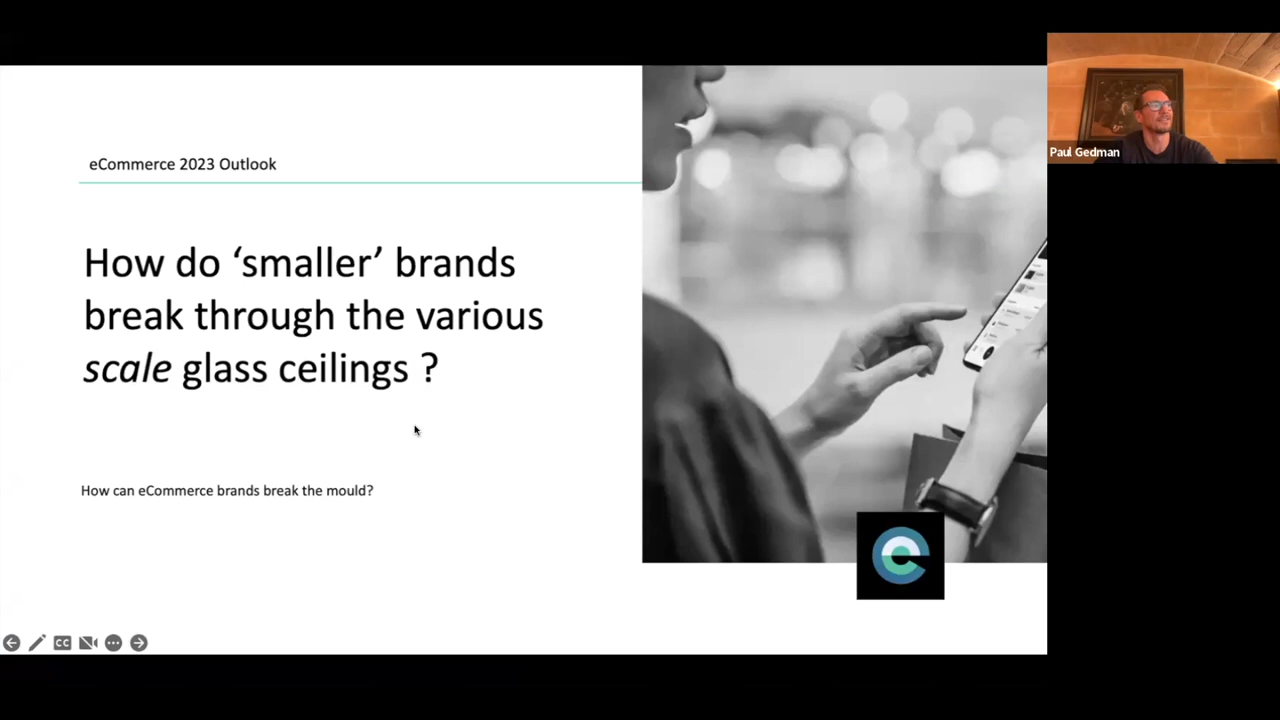 eCommerce 2023 Outlook
How do ‘smaller’ brands
break through the various
scale glass ceilings ?
How can eCommerce brands break the mould?
Paul Gedman
CC